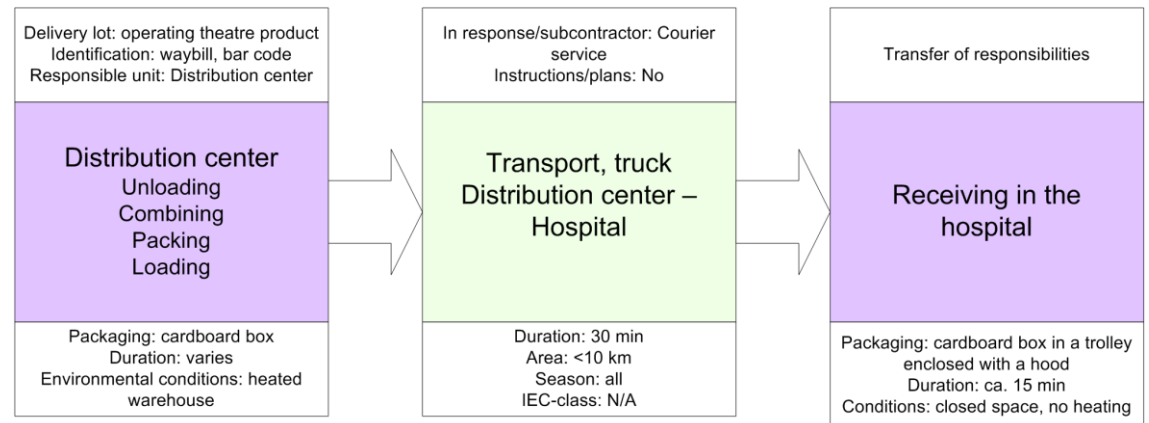 Delivery lot: operating theatre product
Identification: waybill, bar code
Responsible unit: Distribution center
Distribution center
Unloading
Combining
Packing
Loading
Packaging: cardboard box
Duration: varies
Environmental conditions: heated
warehouse
In response/subcontractor: Courier
service
Instructions/plans: No
Transport, truck
Distribution center –
Hospital
Duration: 30 min
Area: <10 km
Season: all
IEC-class: N/A
Transfer of responsibilities
Receiving in the
hospital
Packaging: cardboard box in a trolley
enclosed with a hood
Duration: ca. 15 min
Conditions: closed space, no heating